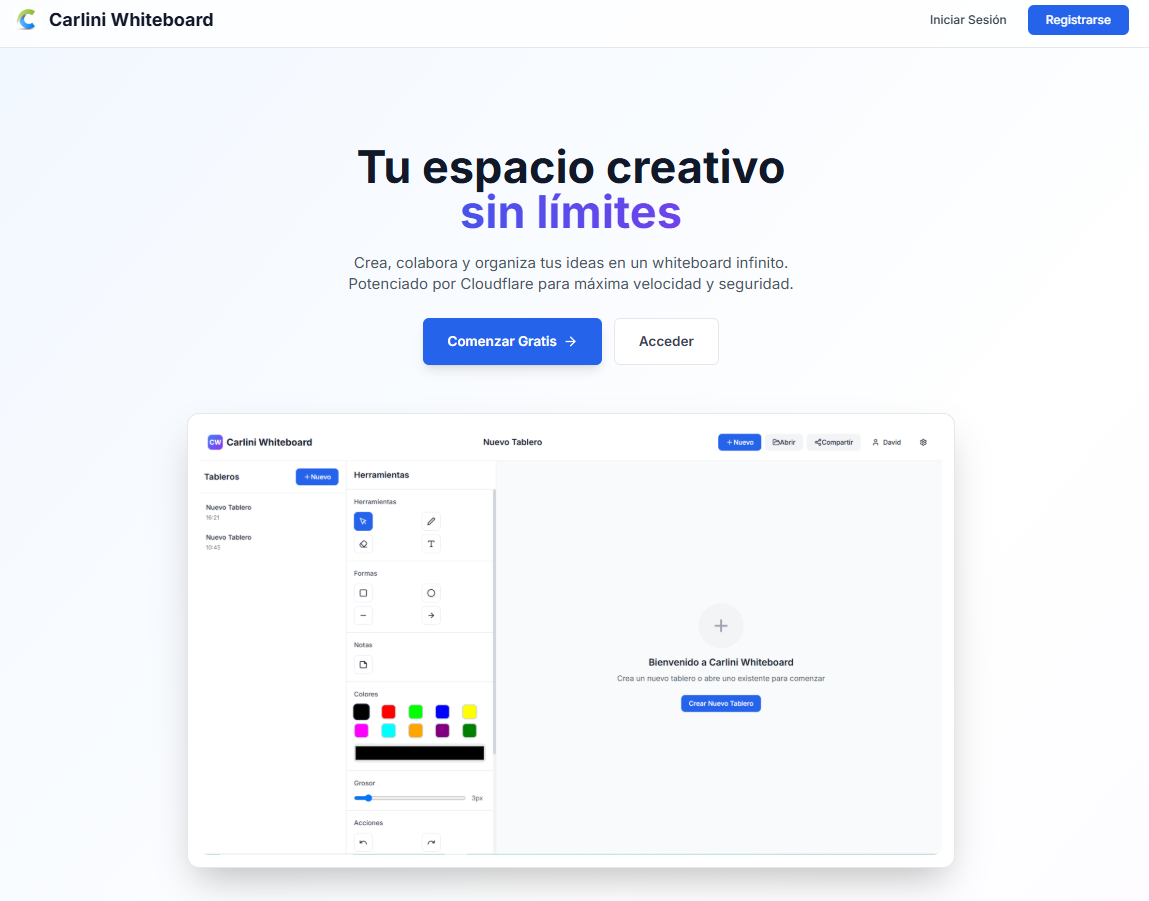 Carlini Whiteboard
Iniciar Sesión
Registrarse
Tu espacio creativo
sin límites
Crea, colabora y organiza tus ideas en un whiteboard infinito.
Potenciado por Cloudflare para máxima velocidad y seguridad.
Comenzar Gratis →
Acceder
CW Carlini Whiteboard
Nuevo Tablero
+ Nuevo
Abrir
Compartir
David
Tableros
+ Nuevo
Nuevo Tablero
16:21
Nuevo Tablero
10:43
Herramientas
Herramientas
T
Formas
Notas
Colores
Grosor
3px
Acciones
Bienvenido a Carlini Whiteboard
Crea un nuevo tablero o abre uno existente para comenzar
Crear Nuevo Tablero